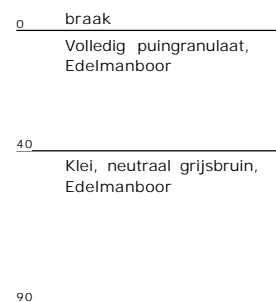 0 braak
Volledig puingranulaat,
Edelmanboor
40
Klei, neutraal grijsbruin,
Edelmanboor
90